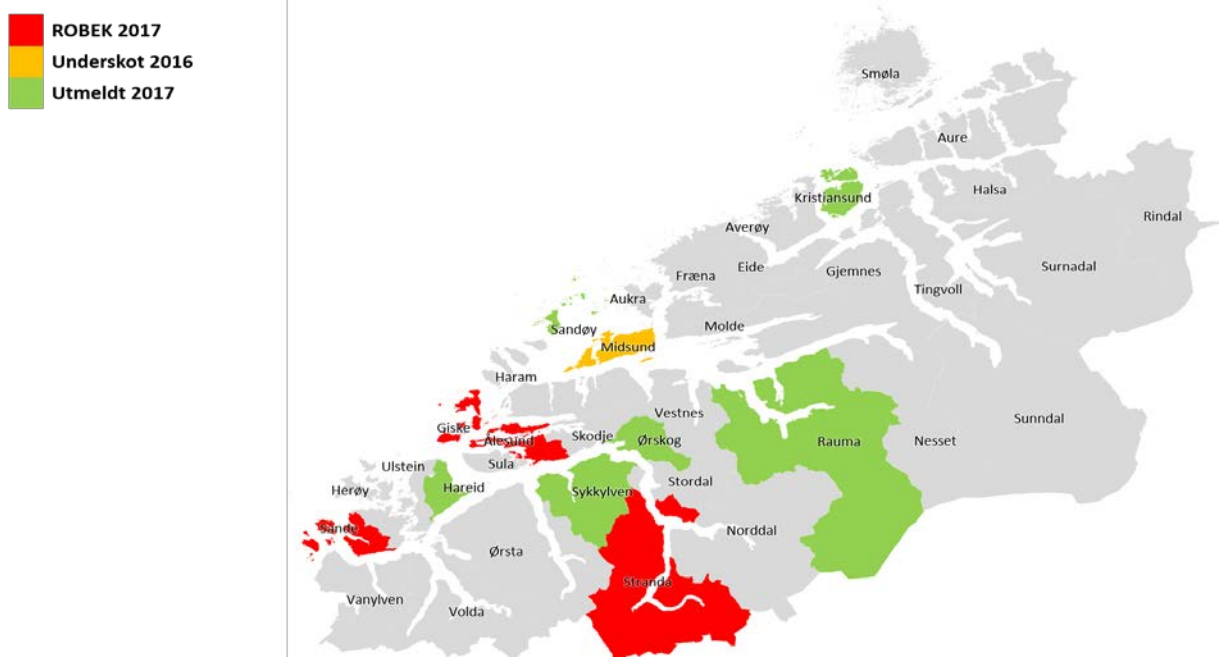 ROBEK 2017
Underskot 2016
Utmeldt 2017
Smøla
Aure
Halsa
Kristiansund
Rindal
Averøy
Eide
Gjemnes
Surnadal
Fræna
Tingvoll
Aukra
Sandøy
Molde
Midsund
Haram
Vestnes
Sunndal
Giske
Ålesund
Skodje
Ørskog
Rauma
Nesset
Ulstein
Sula
Stordal
Herøy
Hareid
Sykkylven
Sande
Norddal
Ørsta
Stranda
Vanylven
Volda